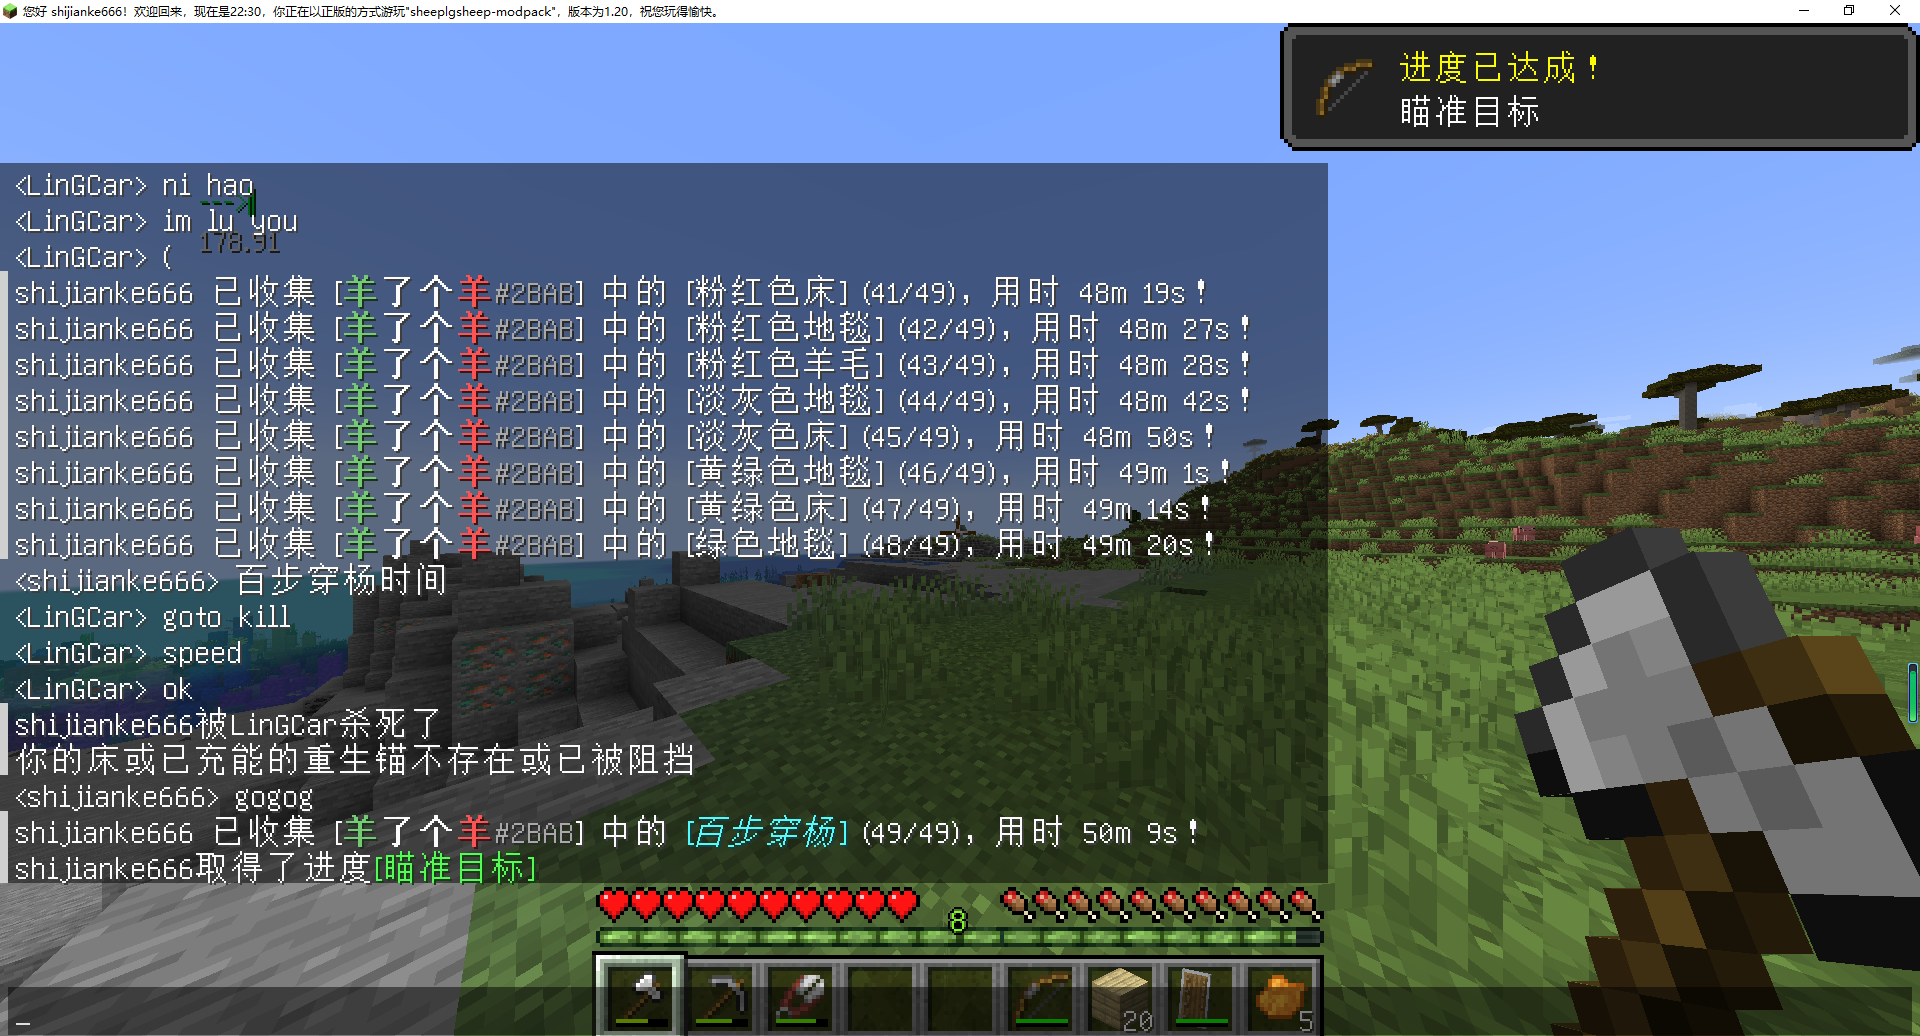 您好 shijianke666！欢迎回来，现在是22:30，你正在以正版的方式游玩"sheeplgsheep-modpack"，版本为1.20，祝您玩得愉快。
进度已达成！
瞄准目标
<LinGCar> ni hao
--->|
<LinGCar> im lu you
178.91
<LinGCar> (
shijianke666 已收集 [羊了个羊#2BAB] 中的 [粉红色床] (41/49)，用时 48m 19s！
shijianke666 已收集 [羊了个羊#2BAB] 中的 [粉红色地毯] (42/49)，用时 48m 27s！
shijianke666 已收集 [羊了个羊#2BAB] 中的 [粉红色羊毛] (43/49)，用时 48m 28s！
shijianke666 已收集 [羊了个羊#2BAB] 中的 [淡灰色地毯] (44/49)，用时 48m 42s！
shijianke666 已收集 [羊了个羊#2BAB] 中的 [淡灰色床] (45/49)，用时 48m 50s！
shijianke666 已收集 [羊了个羊#2BAB] 中的 [黄绿色地毯] (46/49)，用时 49m 1s！
shijianke666 已收集 [羊了个羊#2BAB] 中的 [黄绿色床] (47/49)，用时 49m 14s！
shijianke666 已收集 [羊了个羊#2BAB] 中的 [绿色地毯] (48/49)，用时 49m 20s！
<shijianke666> 百步穿杨时间
<LinGCar> goto kill
<LinGCar> speed
<LinGCar> ok
shijianke666被LinGCar杀死了
你的床或已充能的重生锚不存在或已被阻挡
<shijianke666> gogog
shijianke666 已收集 [羊了个羊#2BAB] 中的 [百步穿杨] (49/49)，用时 50m 9s！
shijianke666取得了进度[瞄准目标]
8
20
5
_